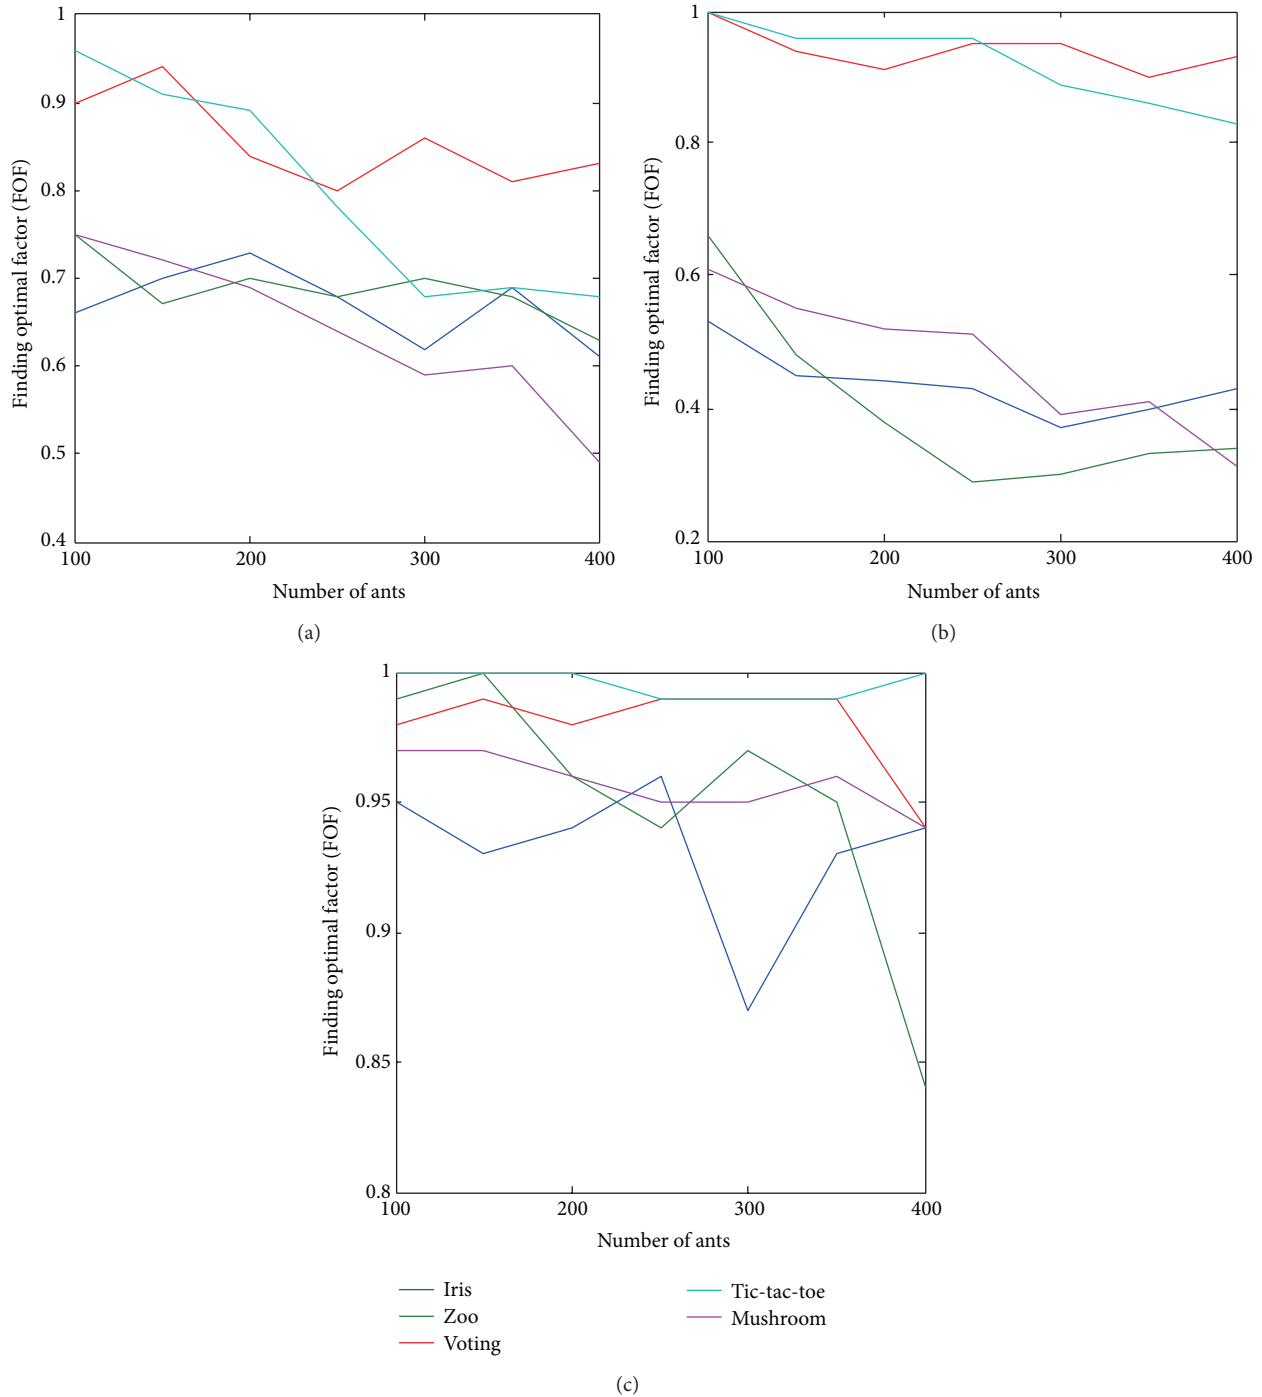 1
0.9
0.8
0.7
0.6
0.5
0.4
Finding optimal factor (FOF)
100 200 300 400
Number of ants
(a)
1
0.8
0.6
0.4
0.2
Finding optimal factor (FOF)
100 200 300 400
Number of ants
(b)
1
0.95
0.9
0.85
0.8
Finding optimal factor (FOF)
100 200 300 400
Number of ants
Iris
Zoo
Voting
Tic-tac-toe
Mushroom
(c)